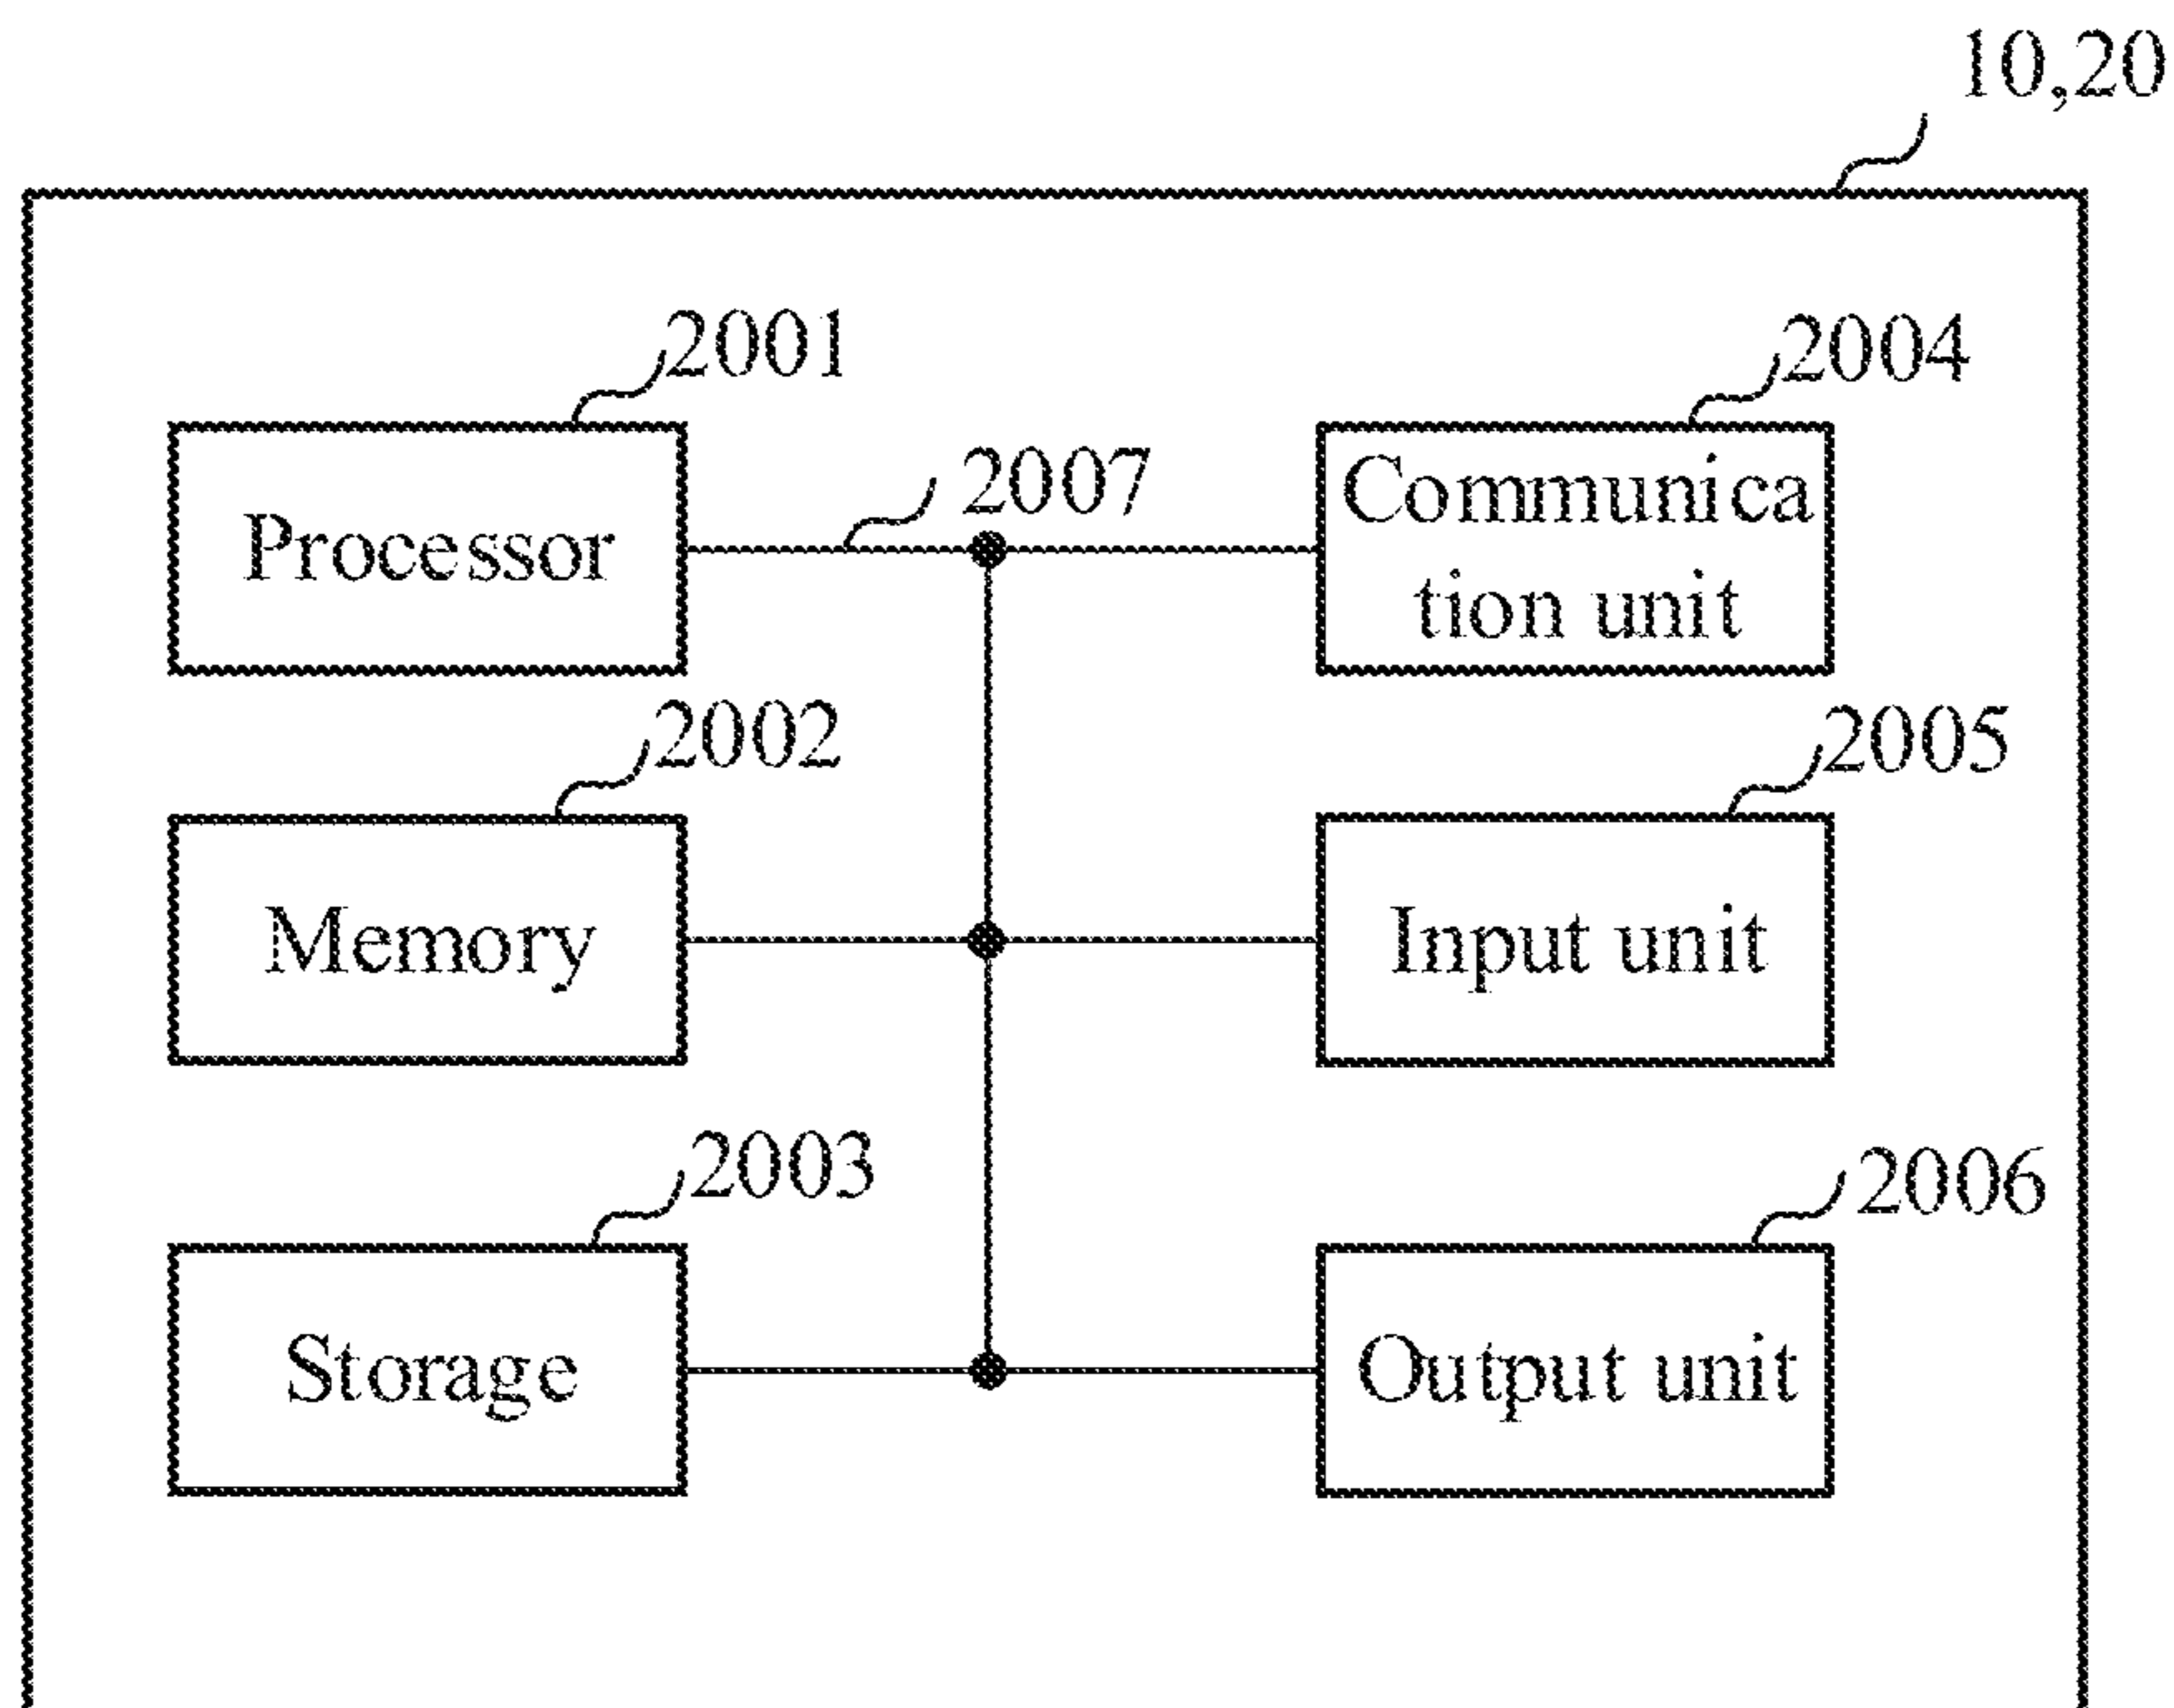 10,20
2001
2004
2007
Processor
Communica
tion unit
2002
2005
Memory
Input unit
2003
2006
Storage
Output unit